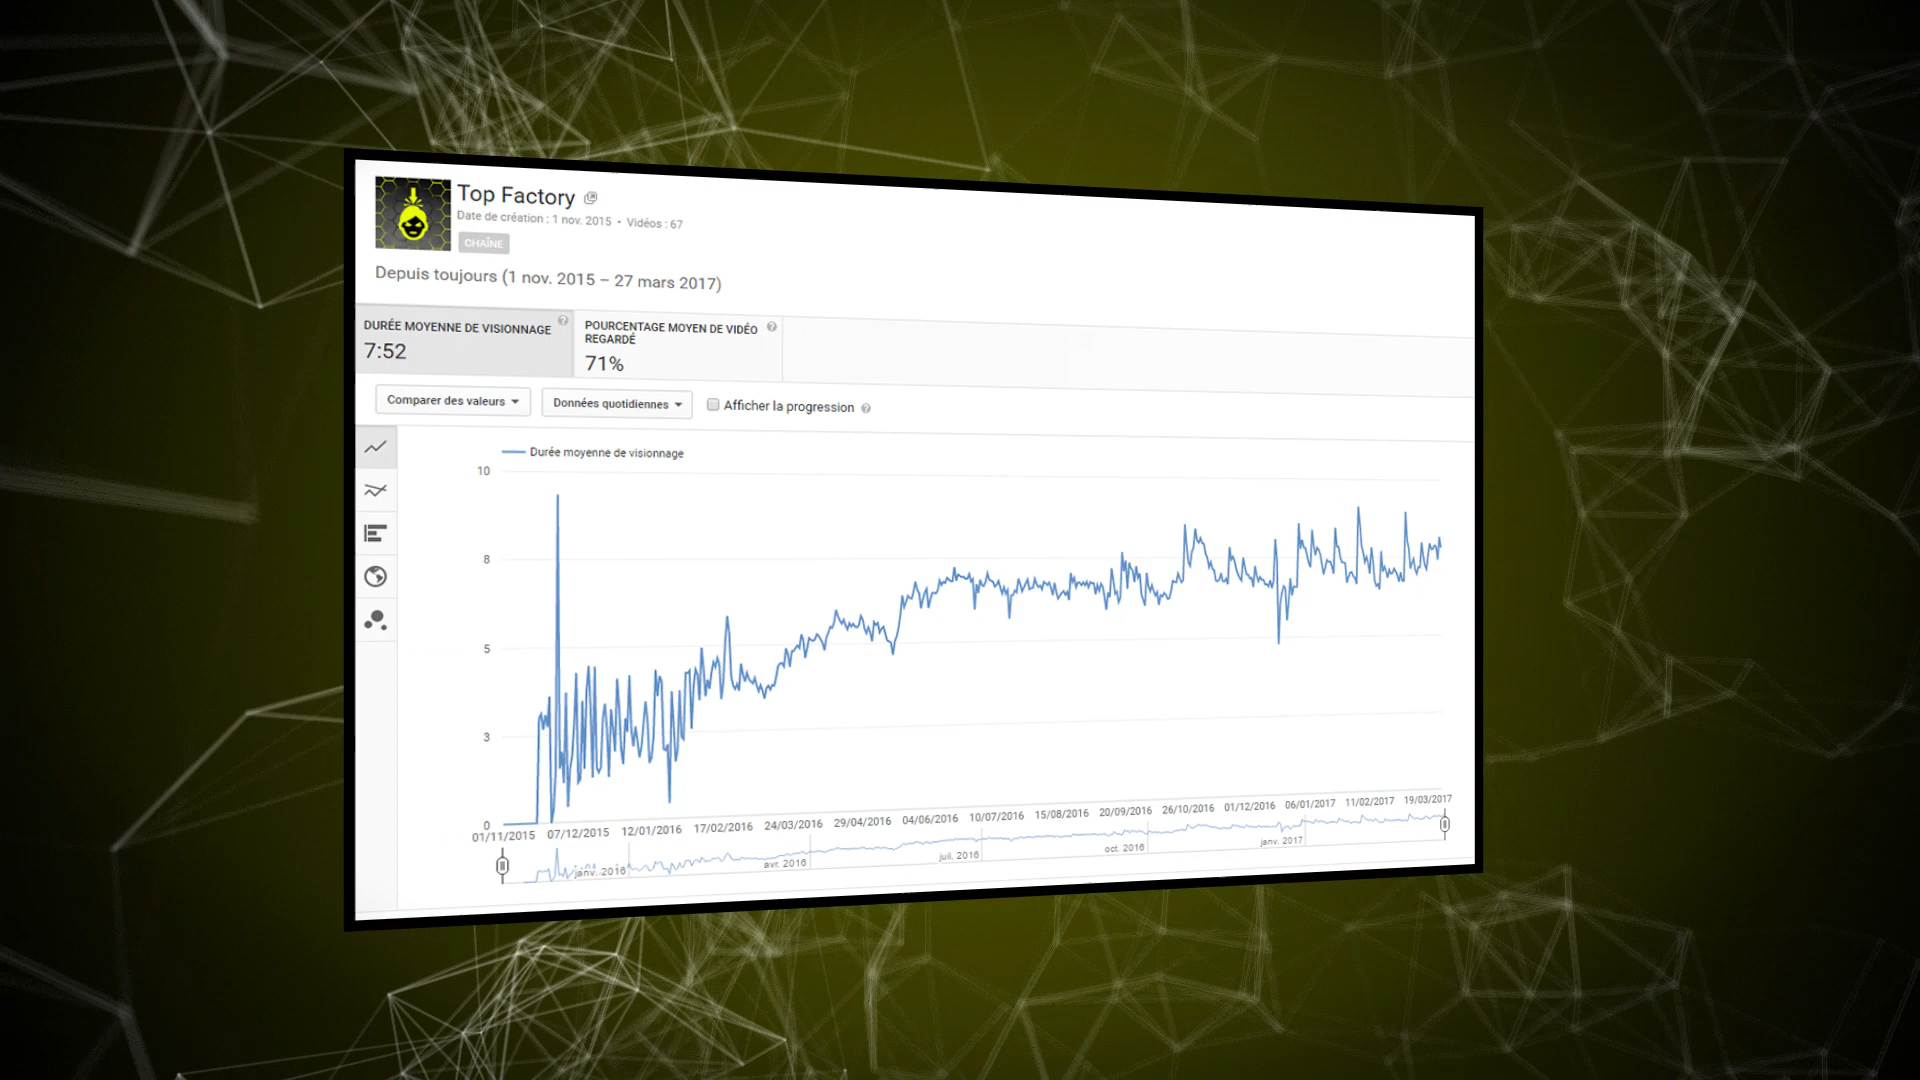 Top Factory
Date de création : 1 nov. 2015 • Vidéos : 67
CHAÎNE
Depuis toujours (1 nov. 2015 – 27 mars 2017)
DURÉE MOYENNE DE VISIONNAGE
7:52
POURCENTAGE MOYEN DE VIDÉO
REGARDÉ
71%
Comparer des valeurs
Données quotidiennes
Afficher la progression
Durée moyenne de visionnage
10
8
5
3
0
01/11/2015 07/12/2015 12/01/2016 17/02/2016 24/03/2016 29/04/2016 04/06/2016 10/07/2016 15/08/2016 20/09/2016 26/10/2016 01/12/2016 06/01/2017 11/02/2017 19/03/2017
janv. 2016 avr. 2016 juil. 2016 oct. 2016 janv. 2017